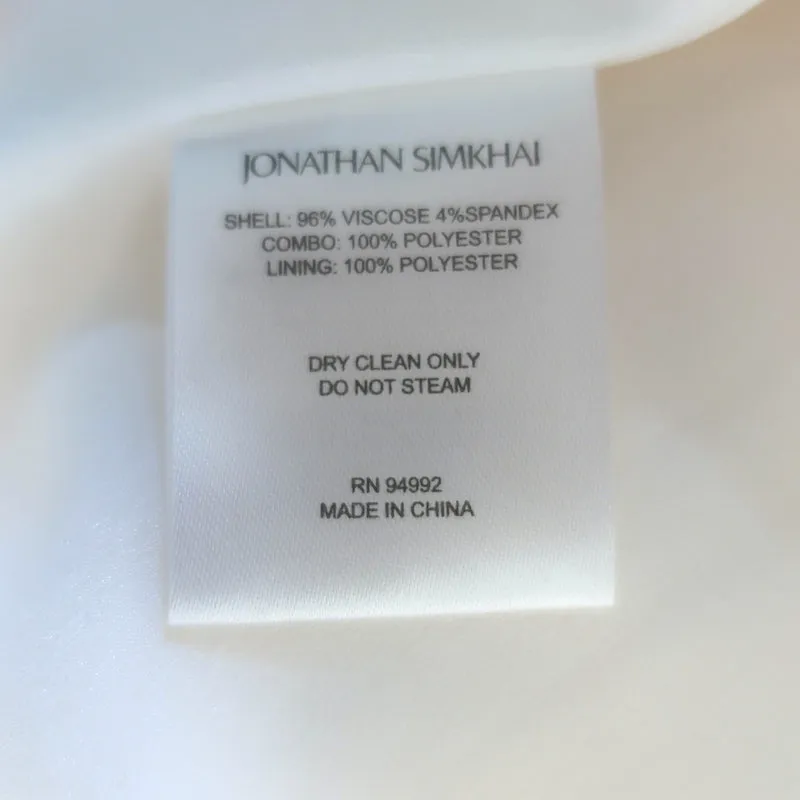 JONATHAN SIMKHAI
SHELL: 96% VISCOSE 4%SPANDEX
COMBO: 100% POLYESTER
LINING: 100% POLYESTER
DRY CLEAN ONLY
DO NOT STEAM
RN 94992
MADE IN CHINA